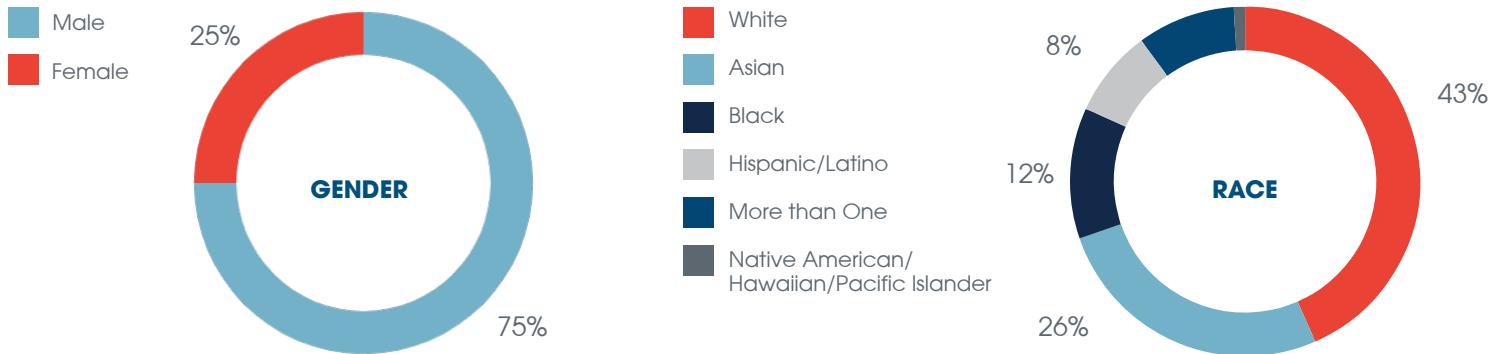 Male
Female
25%
GENDER
75%
White
Asian
Black
Hispanic/Latino
More than One
Native American/
Hawaiian/Pacific Islander
8%
43%
12%
RACE
26%